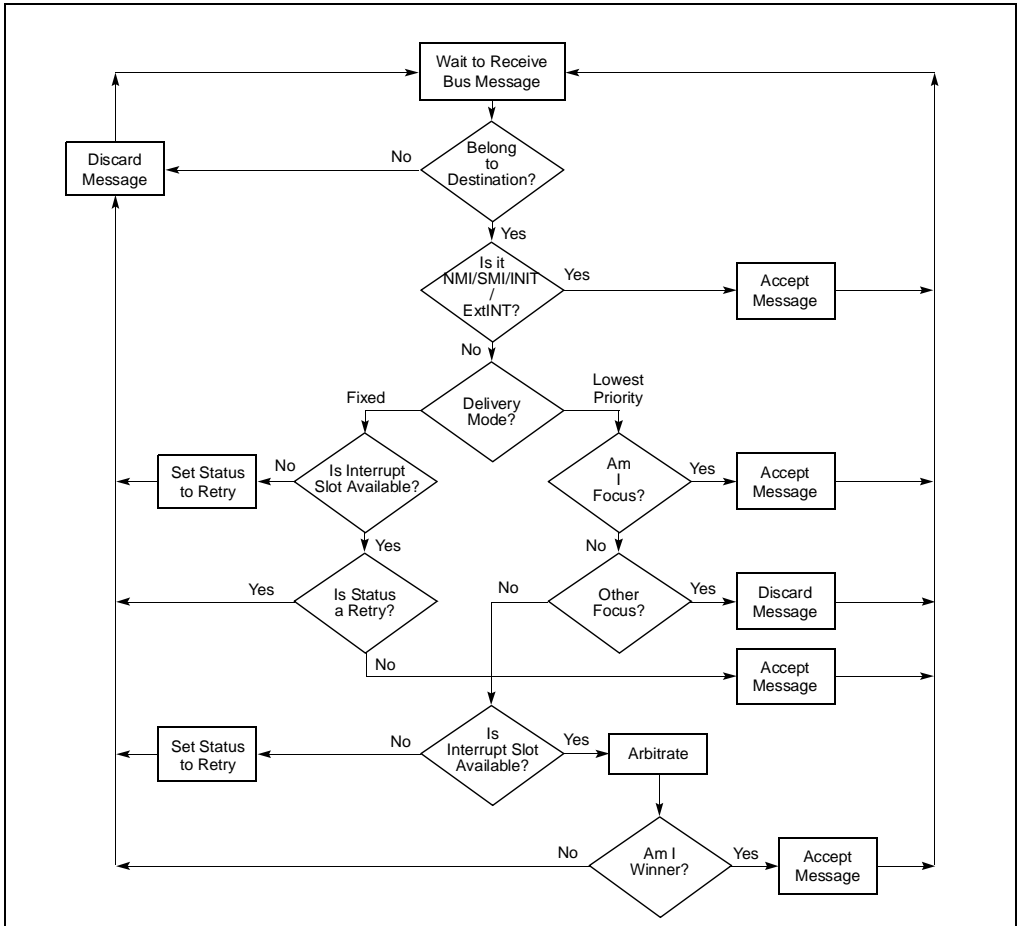 Wait to Receive
Bus Message
Discard
Message
No
Belong
to
Destination?
Yes
Is it
NMI/SMI/INIT
/
ExtINT?
Yes
Accept
Message
No
Delivery
Mode?
Fixed
Lowest
Priority
Set Status
to Retry
No
Is Interrupt
Slot Available?
Am
I
Focus?
Yes
Accept
Message
Yes
No
Yes
Is Status
a Retry?
No
Other
Focus?
Yes
Discard
Message
No
Accept
Message
Set Status
to Retry
No
Is
Interrupt Slot
Available?
Yes
Arbitrate
No
Am I
Winner?
Yes
Accept
Message